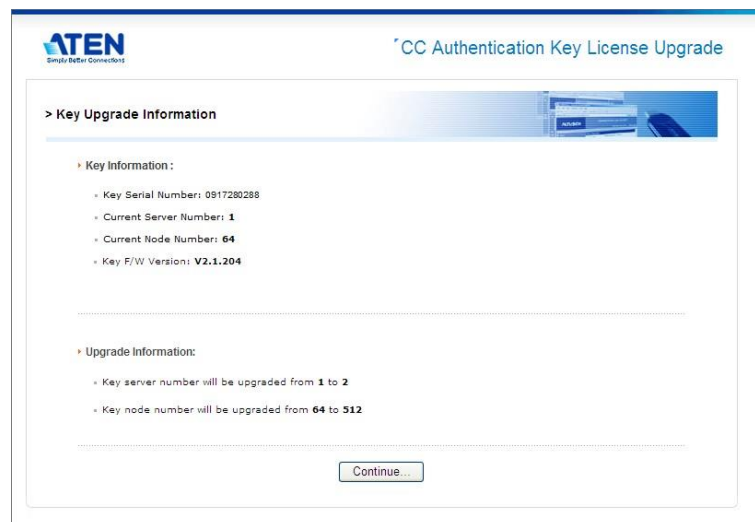 ATEN
Simply Better Connections
CC Authentication Key License Upgrade
> Key Upgrade Information
Key Information :
Key Serial Number: 0917280288
Current Server Number: 1
Current Node Number: 64
Key F/W Version: V2.1.204
Upgrade Information:
Key server number will be upgraded from 1 to 2
Key node number will be upgraded from 64 to 512
Continue...